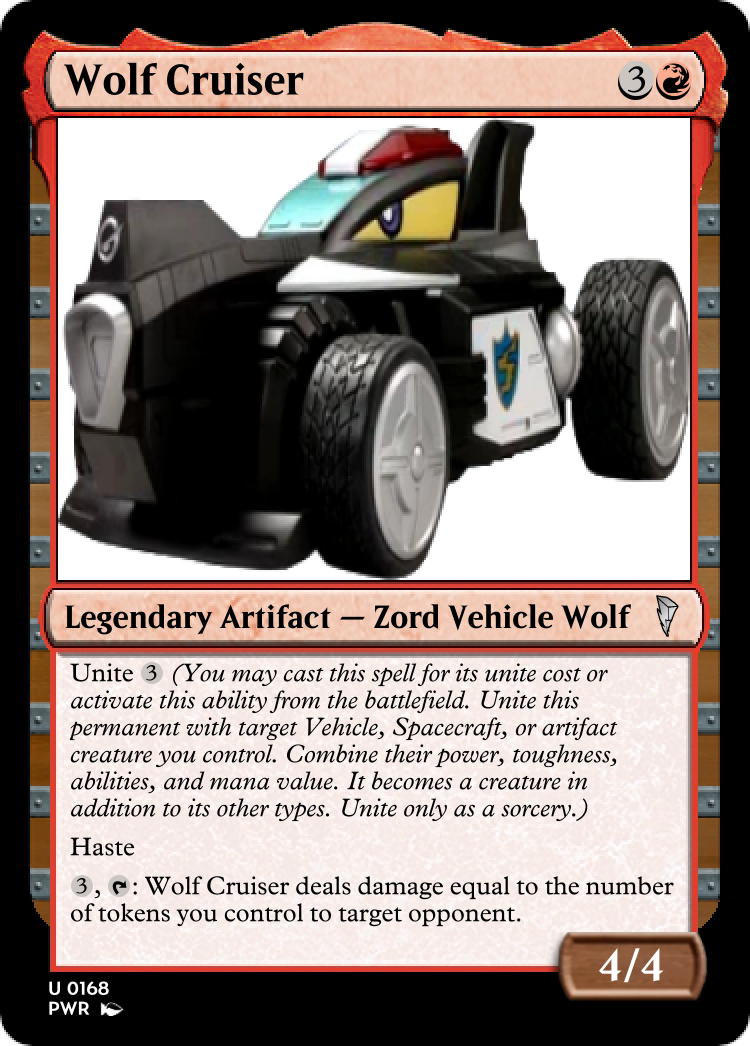 Wolf Cruiser 3
Legendary Artifact — Zord Vehicle Wolf
Unite 3 (You may cast this spell for its unite cost or
activate this ability from the battlefield. Unite this
permanent with target Vehicle, Spacecraft, or artifact
creature you control. Combine their power, toughness,
abilities, and mana value. It becomes a creature in
addition to its other types. Unite only as a sorcery.)
Haste
3, : Wolf Cruiser deals damage equal to the number
of tokens you control to target opponent.
4/4
U 0168
PWR